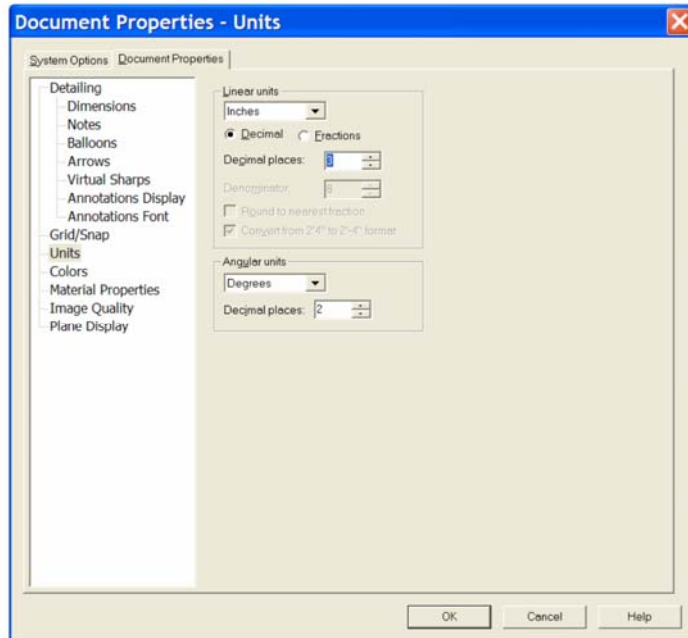 Document Properties - Units
System Options
Document Properties
Detailing
Dimensions
Notes
Balloons
Arrows
Virtual Sharps
Annotations Display
Annotations Font
Grid/Snap
Units
Colors
Material Properties
Image Quality
Plane Display
Linear units
Inches
Decimal
Fractions
Decimal places: 3
Denominator: 8
Round to nearest fraction
Convert from 2'4" to 2'-4" format
Angular units
Degrees
Decimal places: 2
OK
Cancel
Help